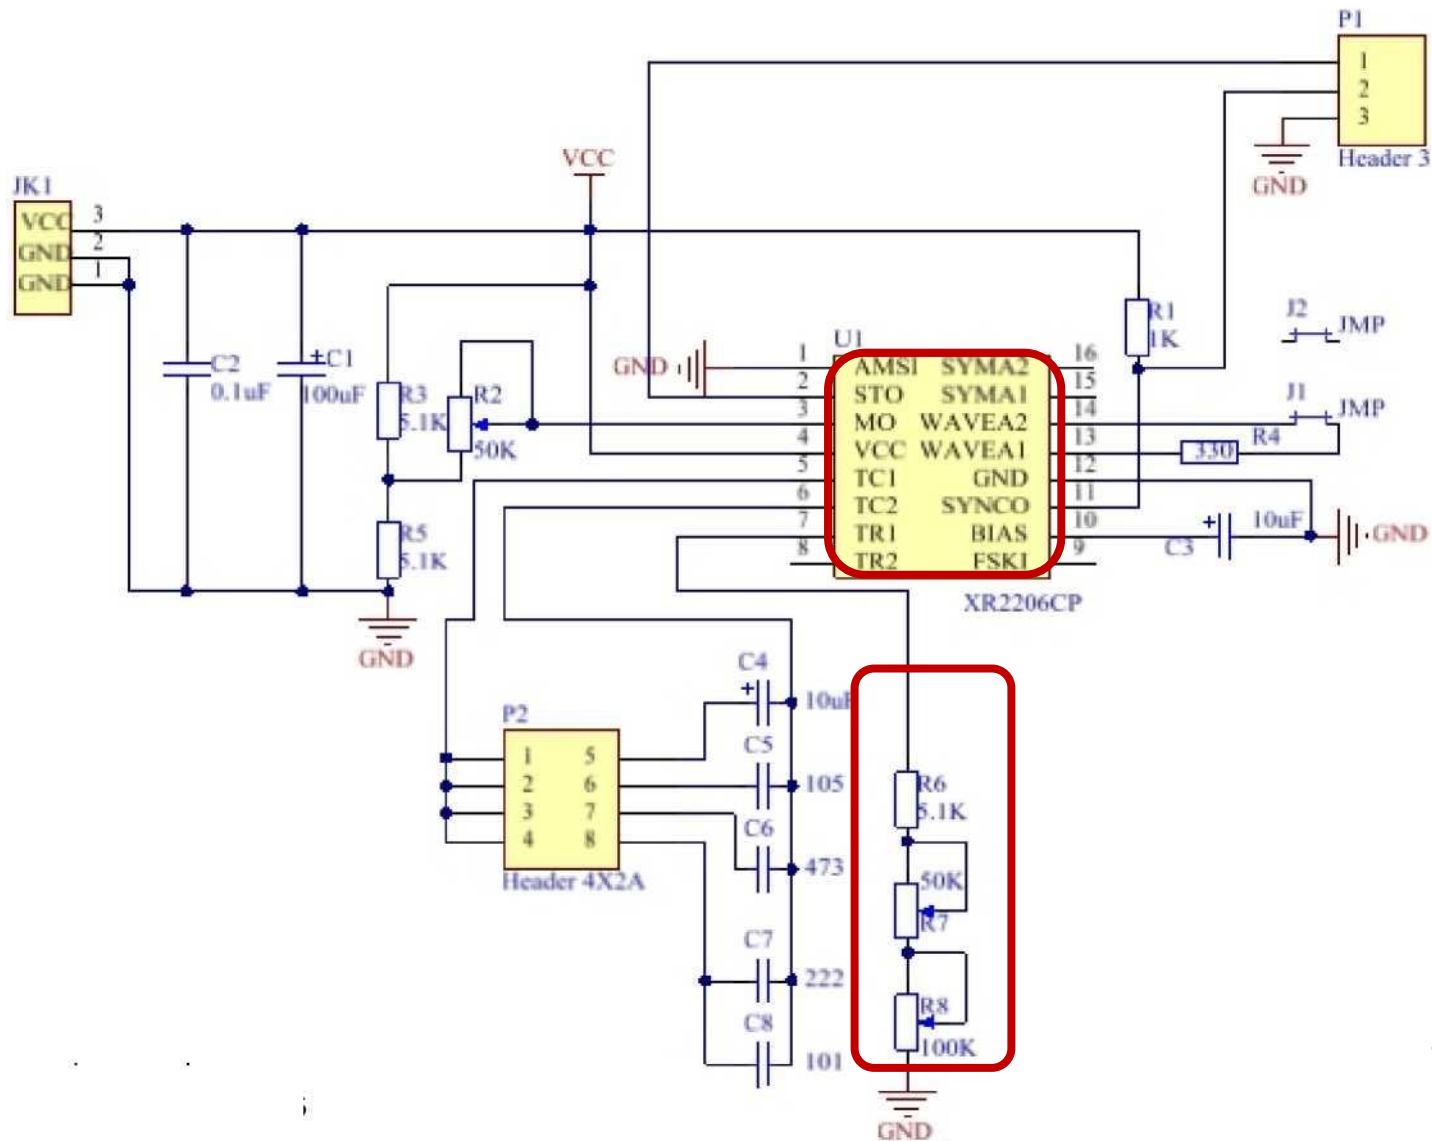 P1
1
2
3
Header 3
GND
VCC
JK1
VCC 3
GND 2
GND 1
C2
0.1uF
C1
100uF
R3
5.1K
R2
50K
R5
5.1K
GND
GND
U1
1 AMSI SYMA2 16
2 STO SYMA1 15
3 MO WAVEA2 14
4 VCC WAVEA1 13
5 TC1 GND 12
6 TC2 SYNCO 11
7 TR1 BIAS 10
8 TR2 FSKI 9
XR2206CP
R1
1K
J2
JMP
J1
JMP
R4
330
10uF
C3
GND
P2
1 5
2 6
3 7
4 8
Header 4X2A
C4
10uF
C5
105
C6
473
C7
222
C8
101
R6
5.1K
50K
R7
R8
100K
GND